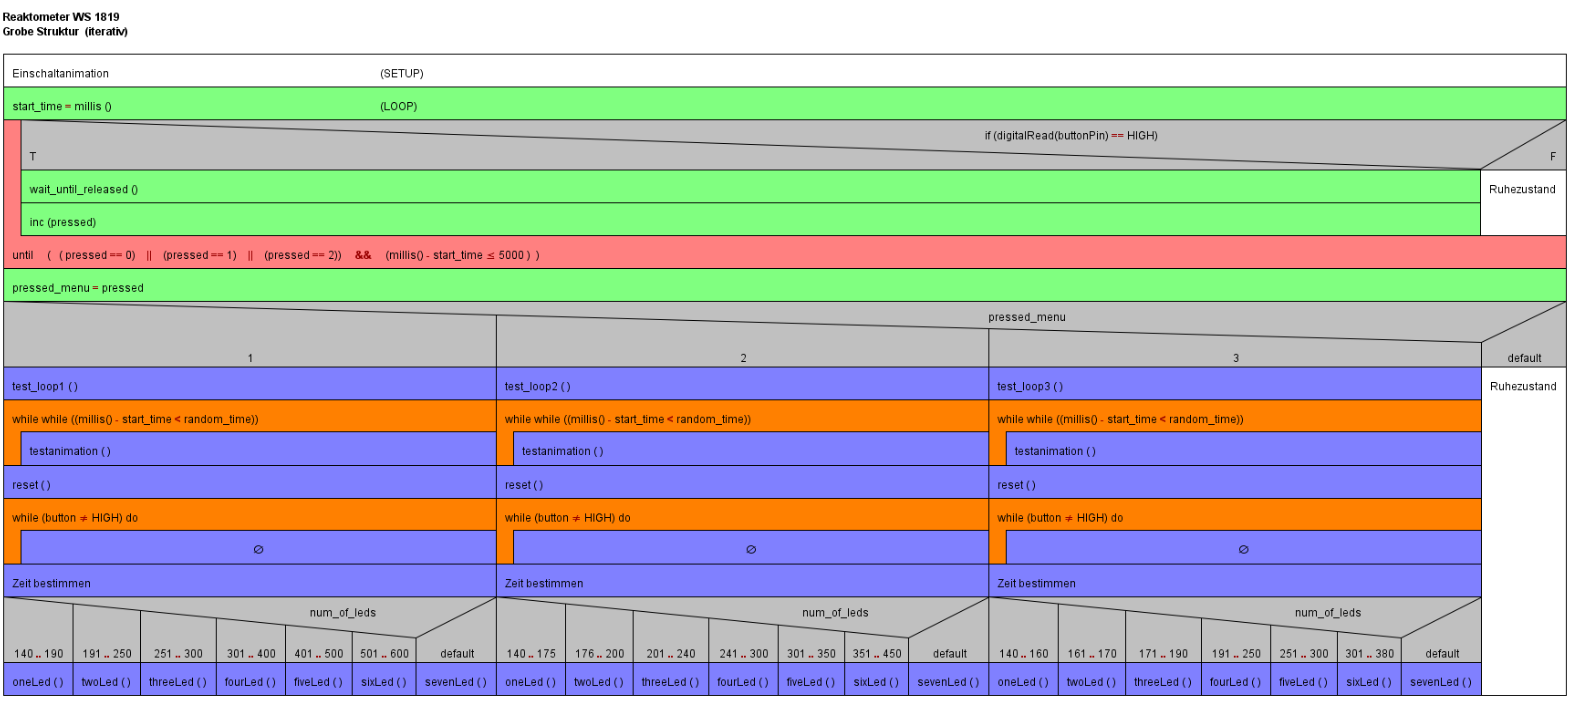 Reaktometer WS 1819
Grobe Struktur (iterativ)
Einschaltanimation (SETUP)
start_time = millis () (LOOP)
if (digitalRead(buttonPin) == HIGH)
T F
wait_until_released () Ruhezustand
inc (pressed)
until ( ( pressed == 0) || (pressed == 1) || (pressed == 2)) && (millis() - start_time ≤ 5000 ) )
pressed_menu = pressed
pressed_menu
1 2 3 default
test_loop1 ( ) test_loop2 ( ) test_loop3 ( ) Ruhezustand
while while ((millis() - start_time < random_time)) while while ((millis() - start_time < random_time)) while while ((millis() - start_time < random_time))
testanimation ( ) testanimation ( ) testanimation ( )
reset ( ) reset ( ) reset ( )
while (button ≠ HIGH) do while (button ≠ HIGH) do while (button ≠ HIGH) do
∅ ∅ ∅
Zeit bestimmen Zeit bestimmen Zeit bestimmen
num_of_leds num_of_leds num_of_leds
140 .. 190 191 .. 250 251 .. 300 301 .. 400 401 .. 500 501 .. 600 default 140 .. 175 176 .. 200 201 .. 240 241 .. 300 301 .. 350 351 .. 450 default 140 .. 160 161 .. 170 171 .. 190 191 .. 250 251 .. 300 301 .. 380 default
oneLed ( ) twoLed ( ) threeLed ( ) fourLed ( ) fiveLed ( ) sixLed ( ) sevenLed ( ) oneLed ( ) twoLed ( ) threeLed ( ) fourLed ( ) fiveLed ( ) sixLed ( ) sevenLed ( ) oneLed ( ) twoLed ( ) threeLed ( ) fourLed ( ) fiveLed ( ) sixLed ( ) sevenLed ( )